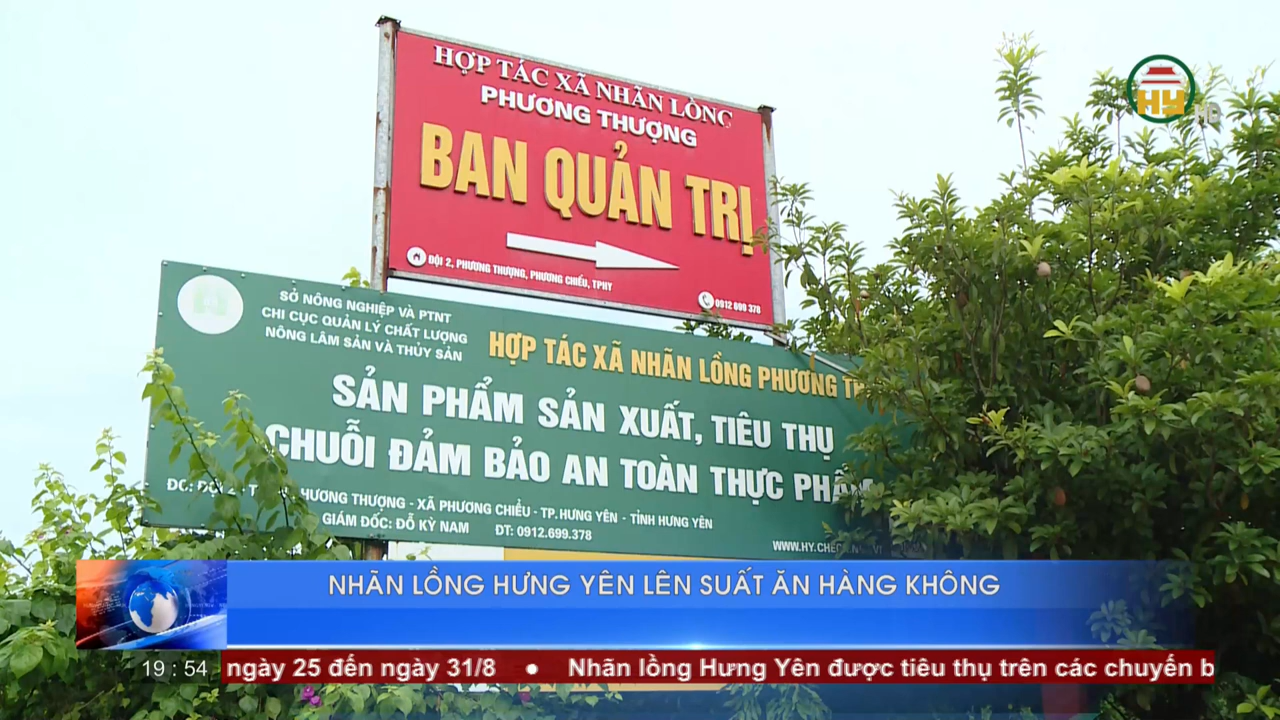 HỢP TÁC XÃ NHÃN LỒNG
PHƯƠNG THƯỢNG
BAN QUẢN TRỊ
ĐỘI 2, PHƯƠNG THƯỢNG, PHƯƠNG CHIỂU, TPHY
0912 699 378
HY
SỞ NÔNG NGHIỆP VÀ PTNT
CHI CỤC QUẢN LÝ CHẤT LƯỢNG
NÔNG LÂM SẢN VÀ THỦY SẢN
HỢP TÁC XÃ NHÃN LỒNG PHƯƠNG
SẢN PHẨM SẢN XUẤT, TIÊU THỤ
CHUỖI ĐẢM BẢO AN TOÀN THỰC PHẨM
HƯƠNG THƯỢNG - XÃ PHƯƠNG CHIỂU - TP.HƯNG YÊN - TỈNH HƯNG YÊN
GIÁM ĐỐC: ĐỖ KỲ NAM ĐT: 0912.699.378
WWW.HY.CHECK
NHÃN LỒNG HƯNG YÊN LÊN SUẤT ĂN HÀNG KHÔNG
19 : 54 ngày 25 đến ngày 31/8 ● Nhãn lồng Hưng Yên được tiêu thụ trên các chuyến b